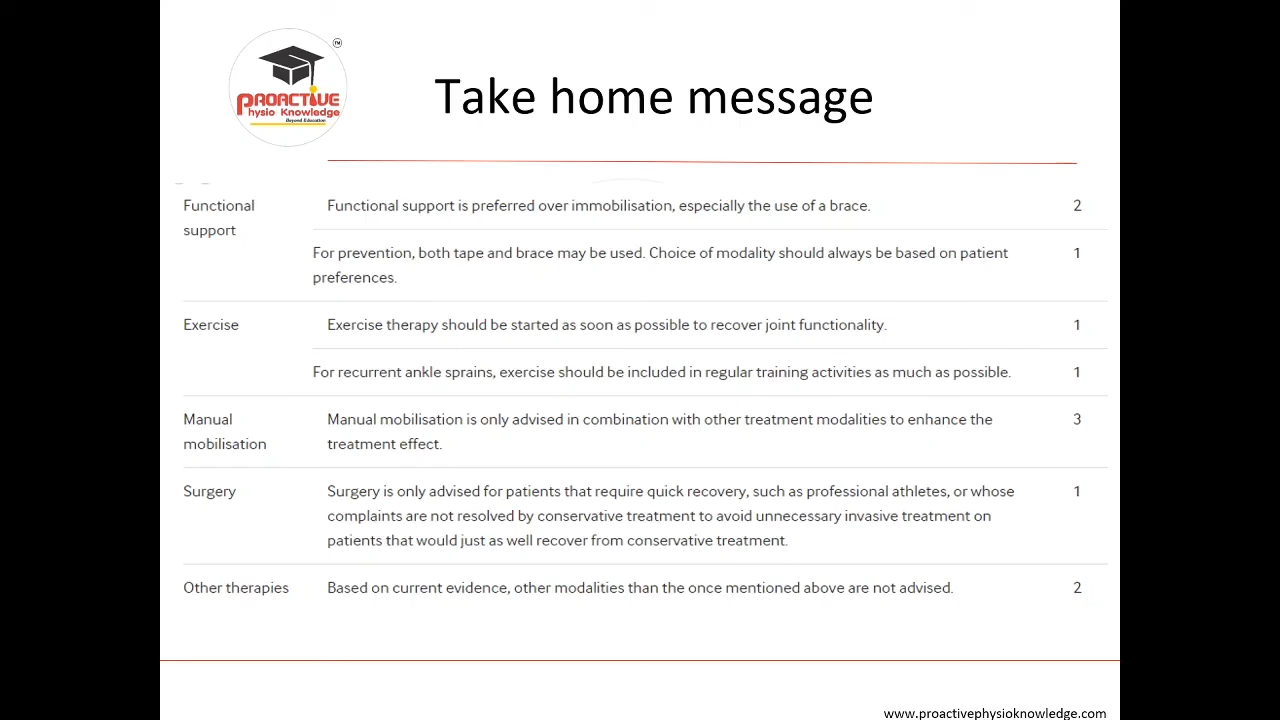 TM
PROACTIVE
hysio Knowledge
Beyond Education
Take home message
Functional
support
Functional support is preferred over immobilisation, especially the use of a brace.
2
For prevention, both tape and brace may be used. Choice of modality should always be based on patient
preferences.
1
Exercise
Exercise therapy should be started as soon as possible to recover joint functionality.
1
For recurrent ankle sprains, exercise should be included in regular training activities as much as possible.
1
Manual
mobilisation
Manual mobilisation is only advised in combination with other treatment modalities to enhance the
treatment effect.
3
Surgery
Surgery is only advised for patients that require quick recovery, such as professional athletes, or whose
complaints are not resolved by conservative treatment to avoid unnecessary invasive treatment on
patients that would just as well recover from conservative treatment.
1
Other therapies
Based on current evidence, other modalities than the once mentioned above are not advised.
2
www.proactivephysioknowledge.com